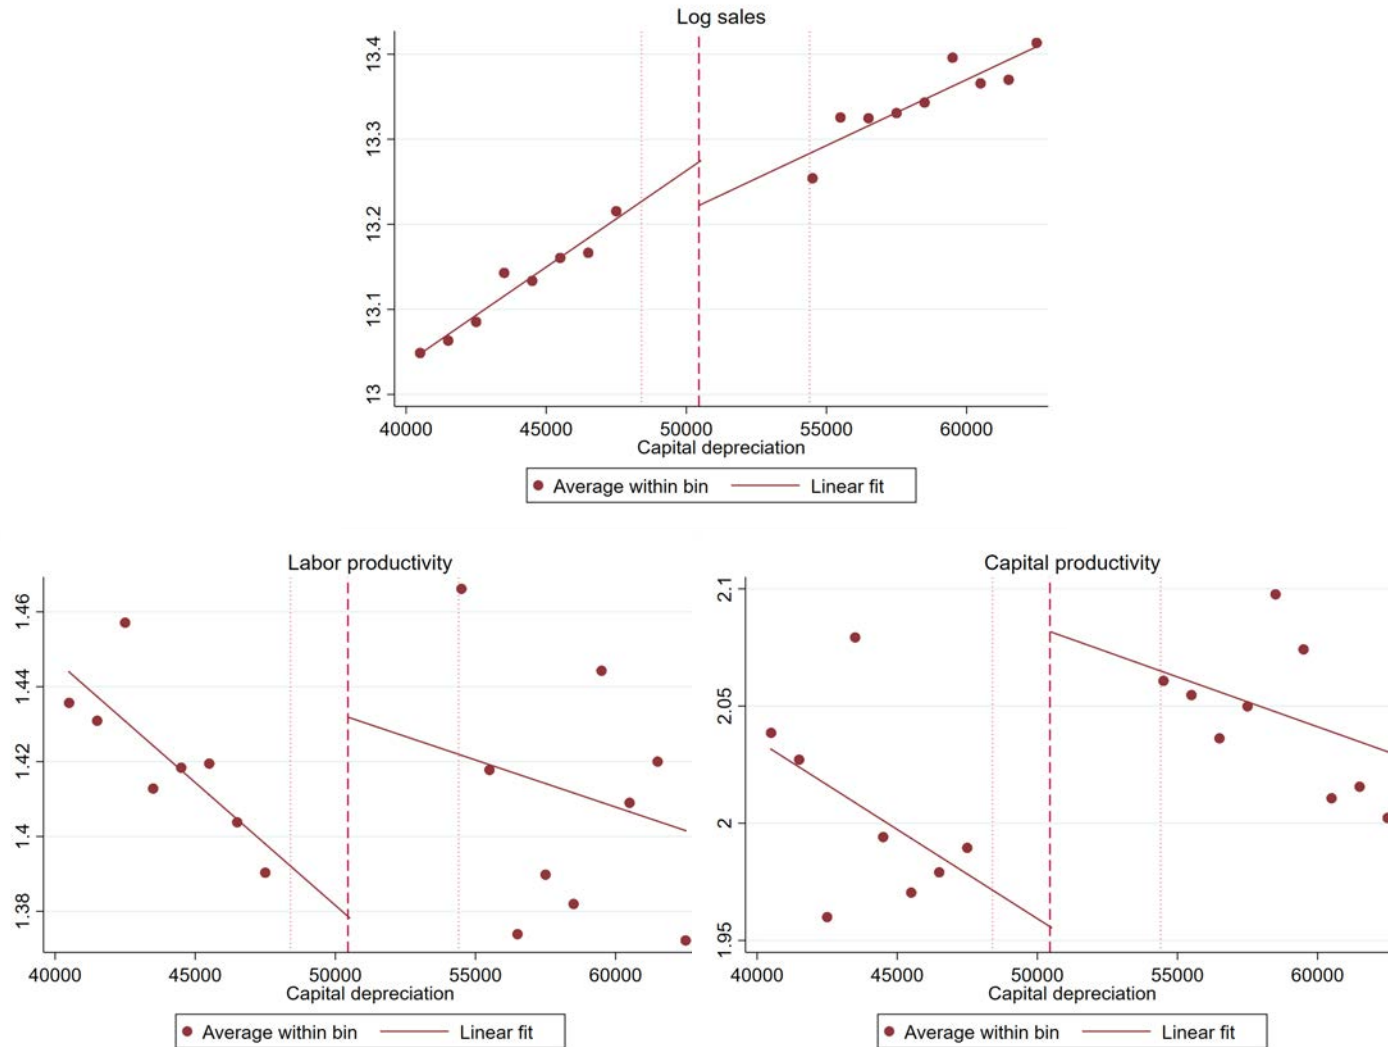 Log sales
13.4
13.3
13.2
13.1
13
40000 45000 50000 55000 60000
Capital depreciation
Average within bin Linear fit
Labor productivity
1.46
1.44
1.42
1.4
1.38
40000 45000 50000 55000 60000
Capital depreciation
Average within bin Linear fit
Capital productivity
2.1
2.05
2
1.95
40000 45000 50000 55000 60000
Capital depreciation
Average within bin Linear fit